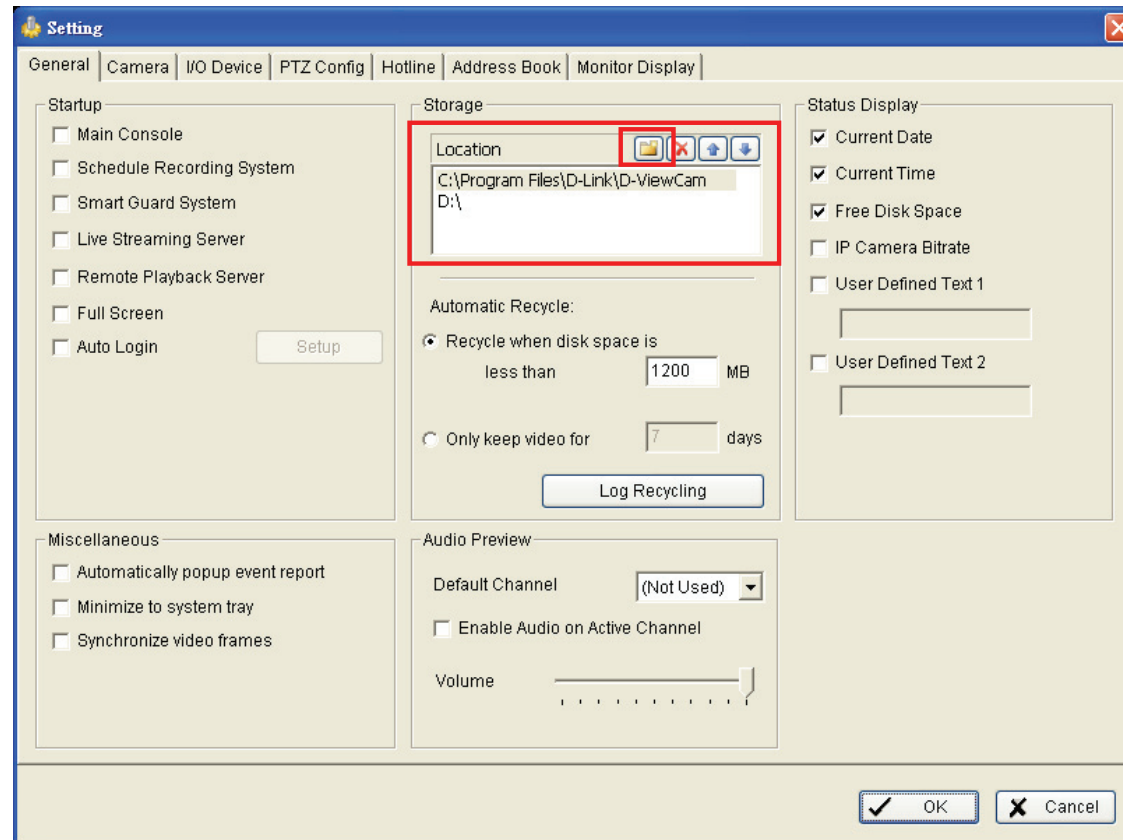 Setting
General Camera I/O Device PTZ Config Hotline Address Book Monitor Display
Startup
Main Console
Schedule Recording System
Smart Guard System
Live Streaming Server
Remote Playback Server
Full Screen
Auto Login Setup
Storage
Location
C:\Program Files\D-Link\D-ViewCam
D:\
Automatic Recycle:
Recycle when disk space is
less than 1200 MB
Only keep video for 7 days
Log Recycling
Status Display
Current Date
Current Time
Free Disk Space
IP Camera Bitrate
User Defined Text 1
User Defined Text 2
Miscellaneous
Automatically popup event report
Minimize to system tray
Synchronize video frames
Audio Preview
Default Channel (Not Used)
Enable Audio on Active Channel
Volume
OK Cancel